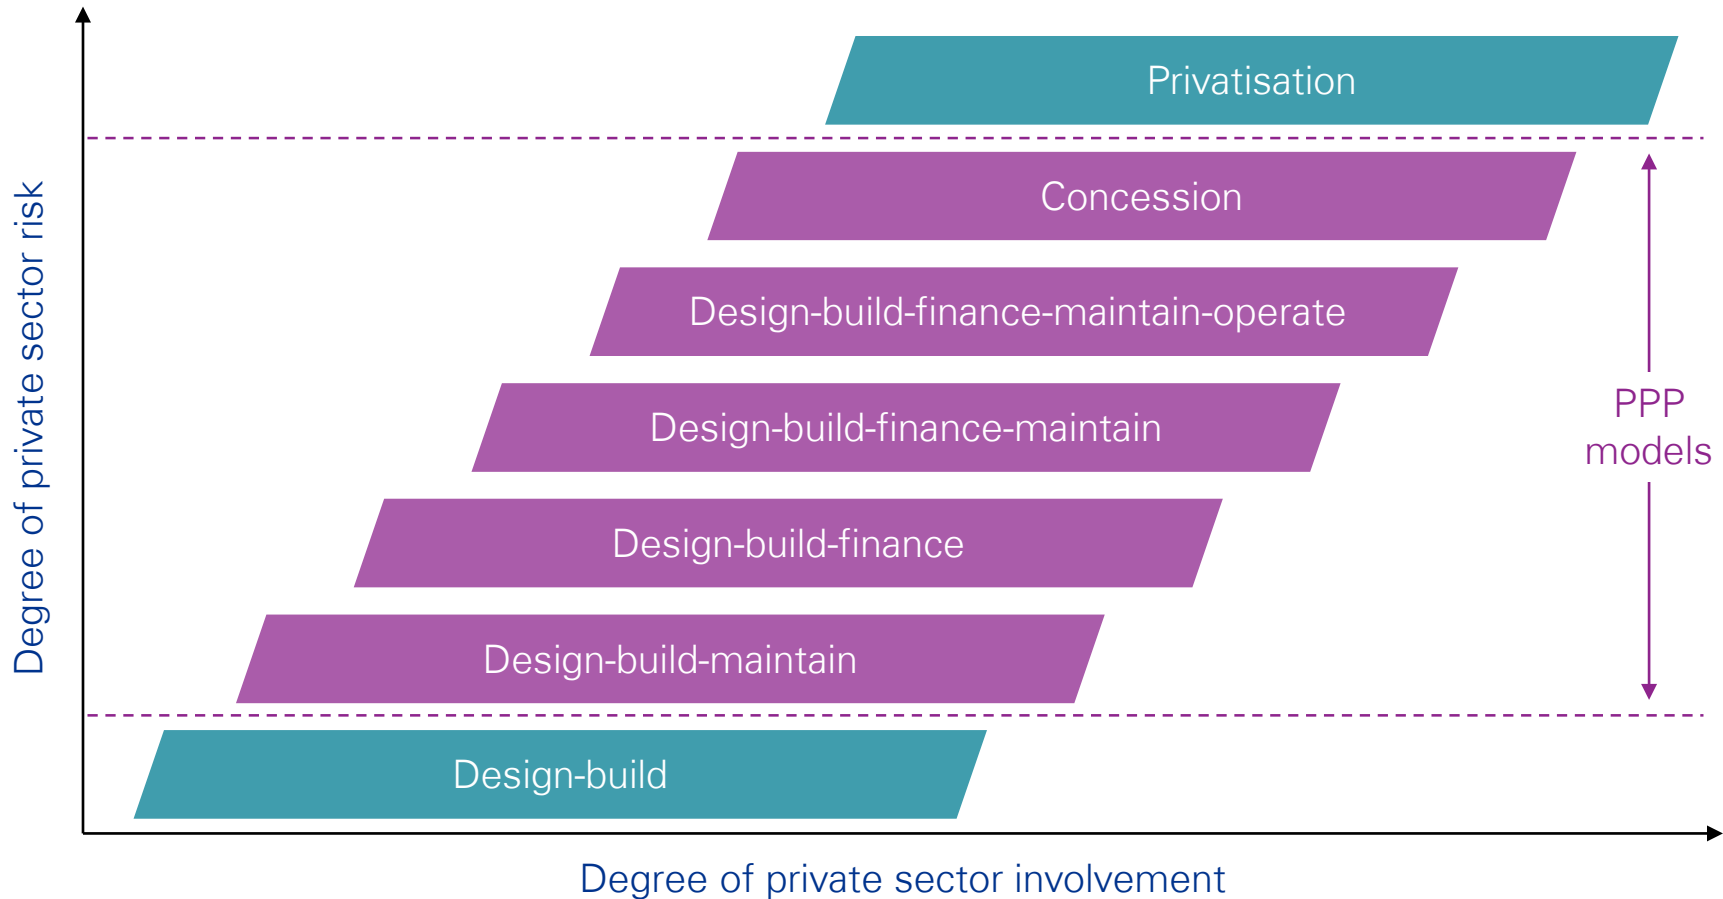 Degree of private sector risk
Privatisation
Concession
Design-build-finance-maintain-operate
Design-build-finance-maintain
Design-build-finance
Design-build-maintain
Design-build
PPP
models
Degree of private sector involvement